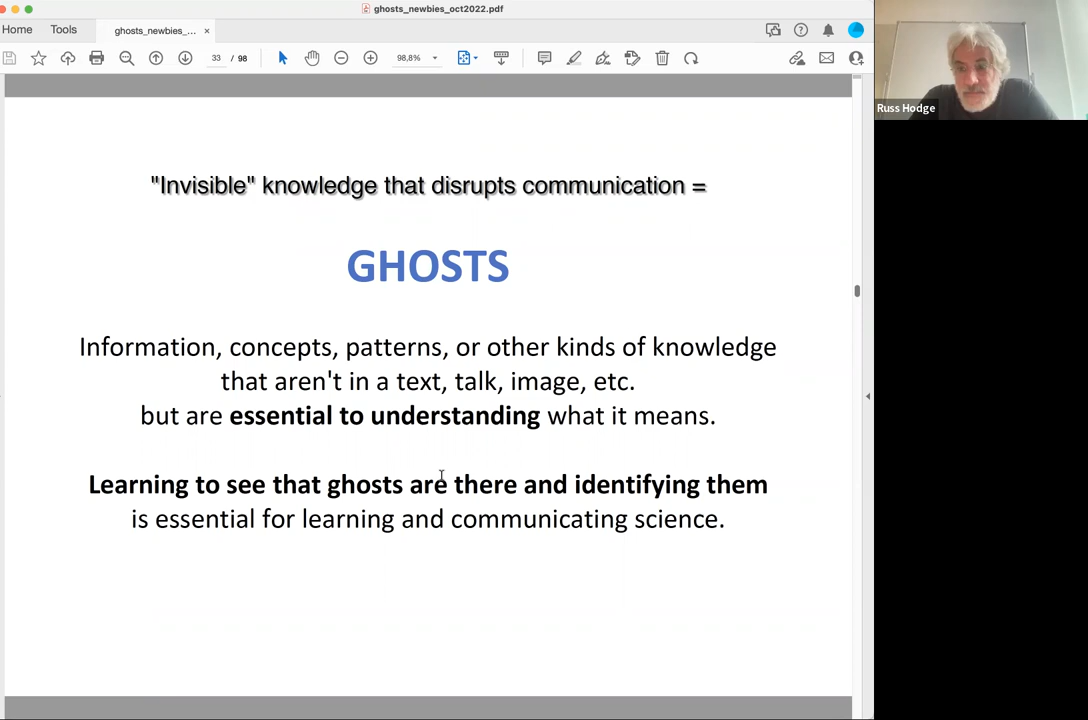 ghosts_newbies_oct2022.pdf
Home Tools ghosts_newbies_... ×
33 / 98 98,8%
Russ Hodge
"Invisible" knowledge that disrupts communication =
GHOSTS
Information, concepts, patterns, or other kinds of knowledge
that aren't in a text, talk, image, etc.
but are essential to understanding what it means.
Learning to see that ghosts are there and identifying them
is essential for learning and communicating science.